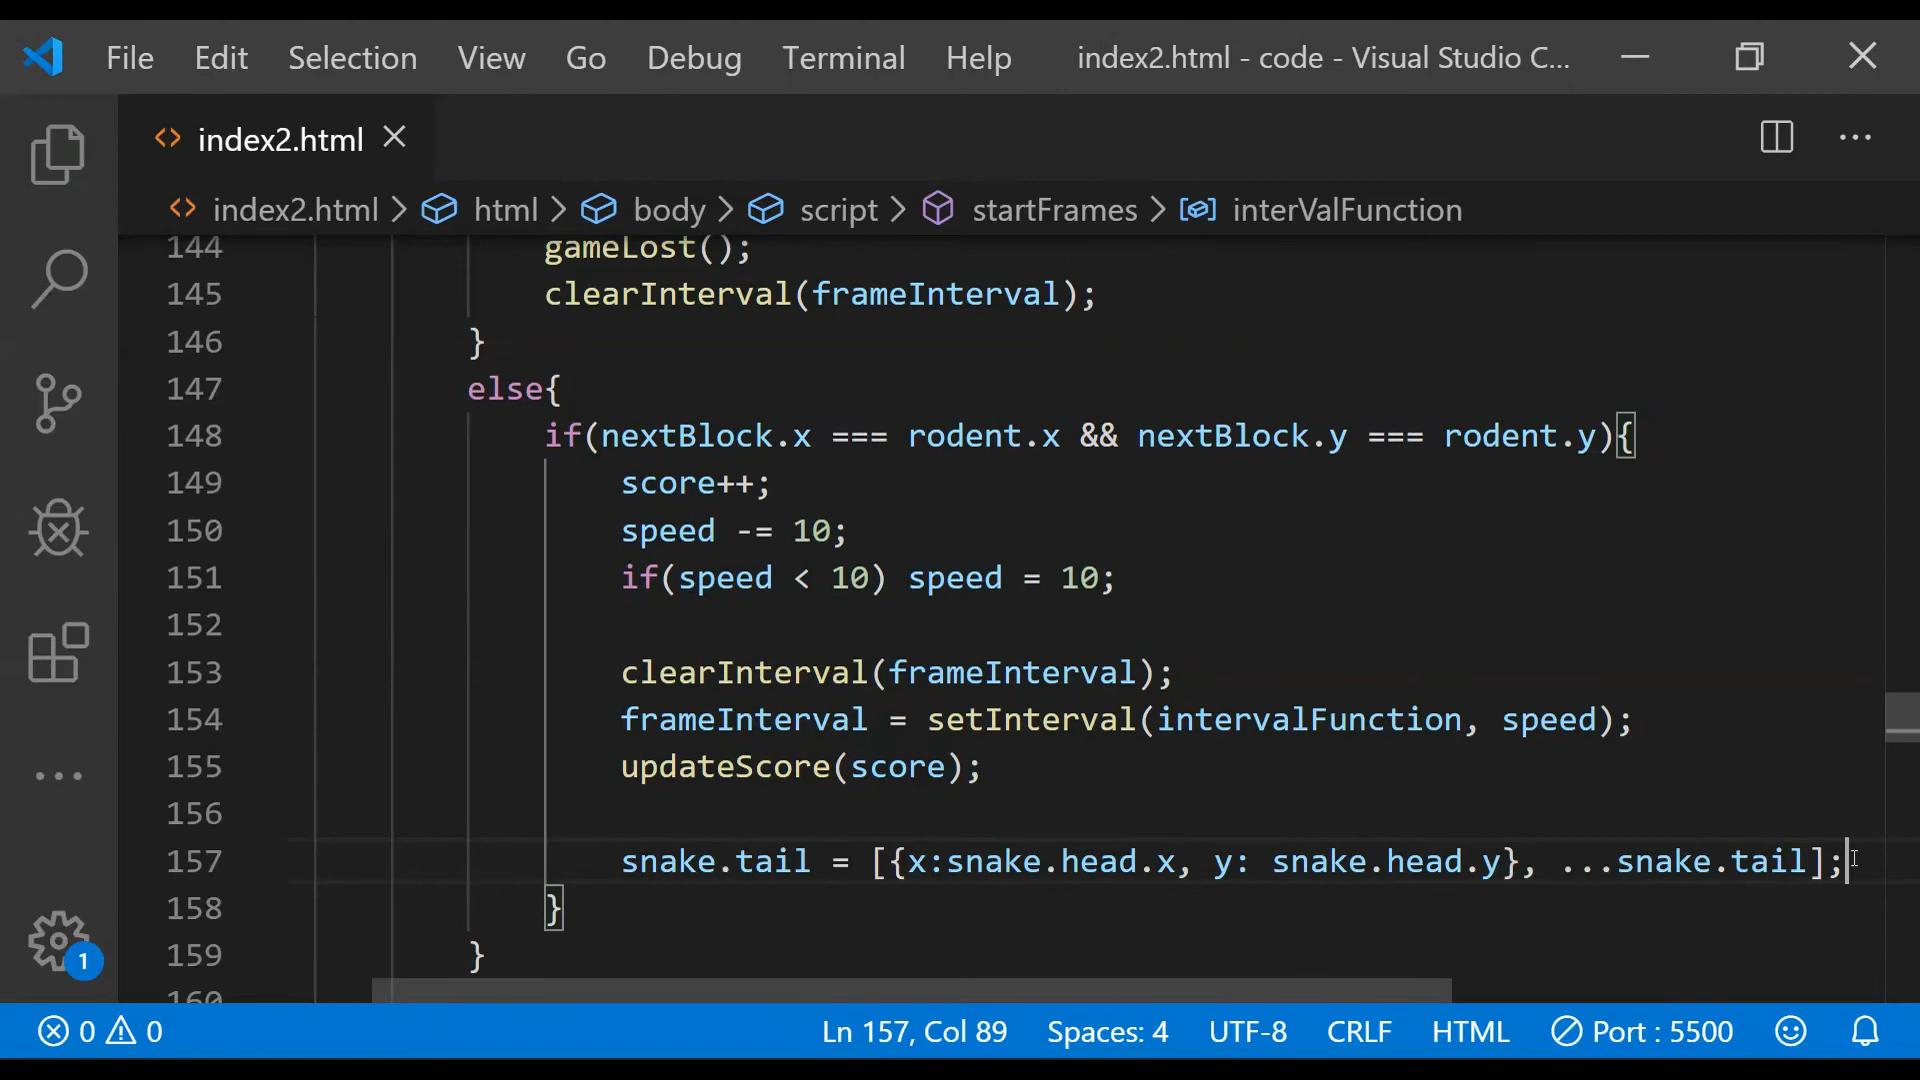 File Edit Selection View Go Debug Terminal Help index2.html - code - Visual Studio C...
index2.html
index2.html > html > body > script > startFrames > interValFunction
144 gameLost();
145 clearInterval(frameInterval);
146 }
147 else{
148 if(nextBlock.x === rodent.x && nextBlock.y === rodent.y){
149 score++;
150 speed -= 10;
151 if(speed < 10) speed = 10;
152
153 clearInterval(frameInterval);
154 frameInterval = setInterval(intervalFunction, speed);
155 updateScore(score);
156
157 snake.tail = [{x:snake.head.x, y: snake.head.y}, ...snake.tail];
158 }
159 }
160
1
0 0 Ln 157, Col 89 Spaces: 4 UTF-8 CRLF HTML Port : 5500